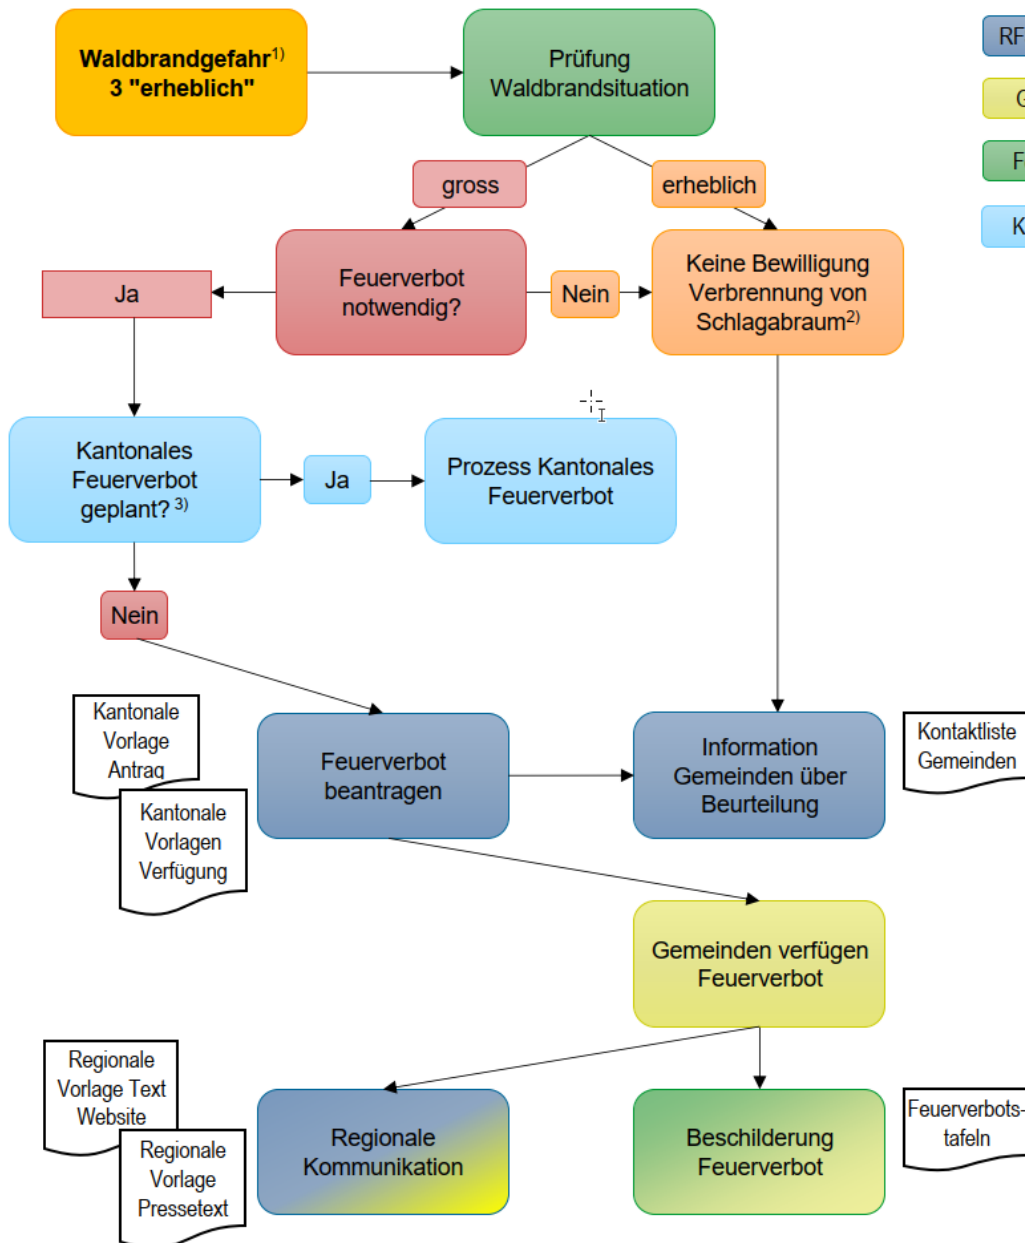 Waldbrandgefahr1)
3 "erheblich"
Prüfung
Waldbrandsituation
RF
G
F
K
gross
erheblich
Feuerverbot
notwendig?
Ja
Nein
Keine Bewilligung
Verbrennung von
Schlagabraum2)
Kantonales
Feuerverbot
geplant? 3)
Ja
Prozess Kantonales
Feuerverbot
Nein
Kantonale
Vorlage
Antrag
Kantonale
Vorlagen
Verfügung
Feuerverbot
beantragen
Information
Gemeinden über
Beurteilung
Kontaktliste
Gemeinden
Gemeinden verfügen
Feuerverbot
Regionale
Vorlage Text
Website
Regionale
Vorlage
Pressetext
Regionale
Kommunikation
Beschilderung
Feuerverbot
Feuerverbots-
tafeln